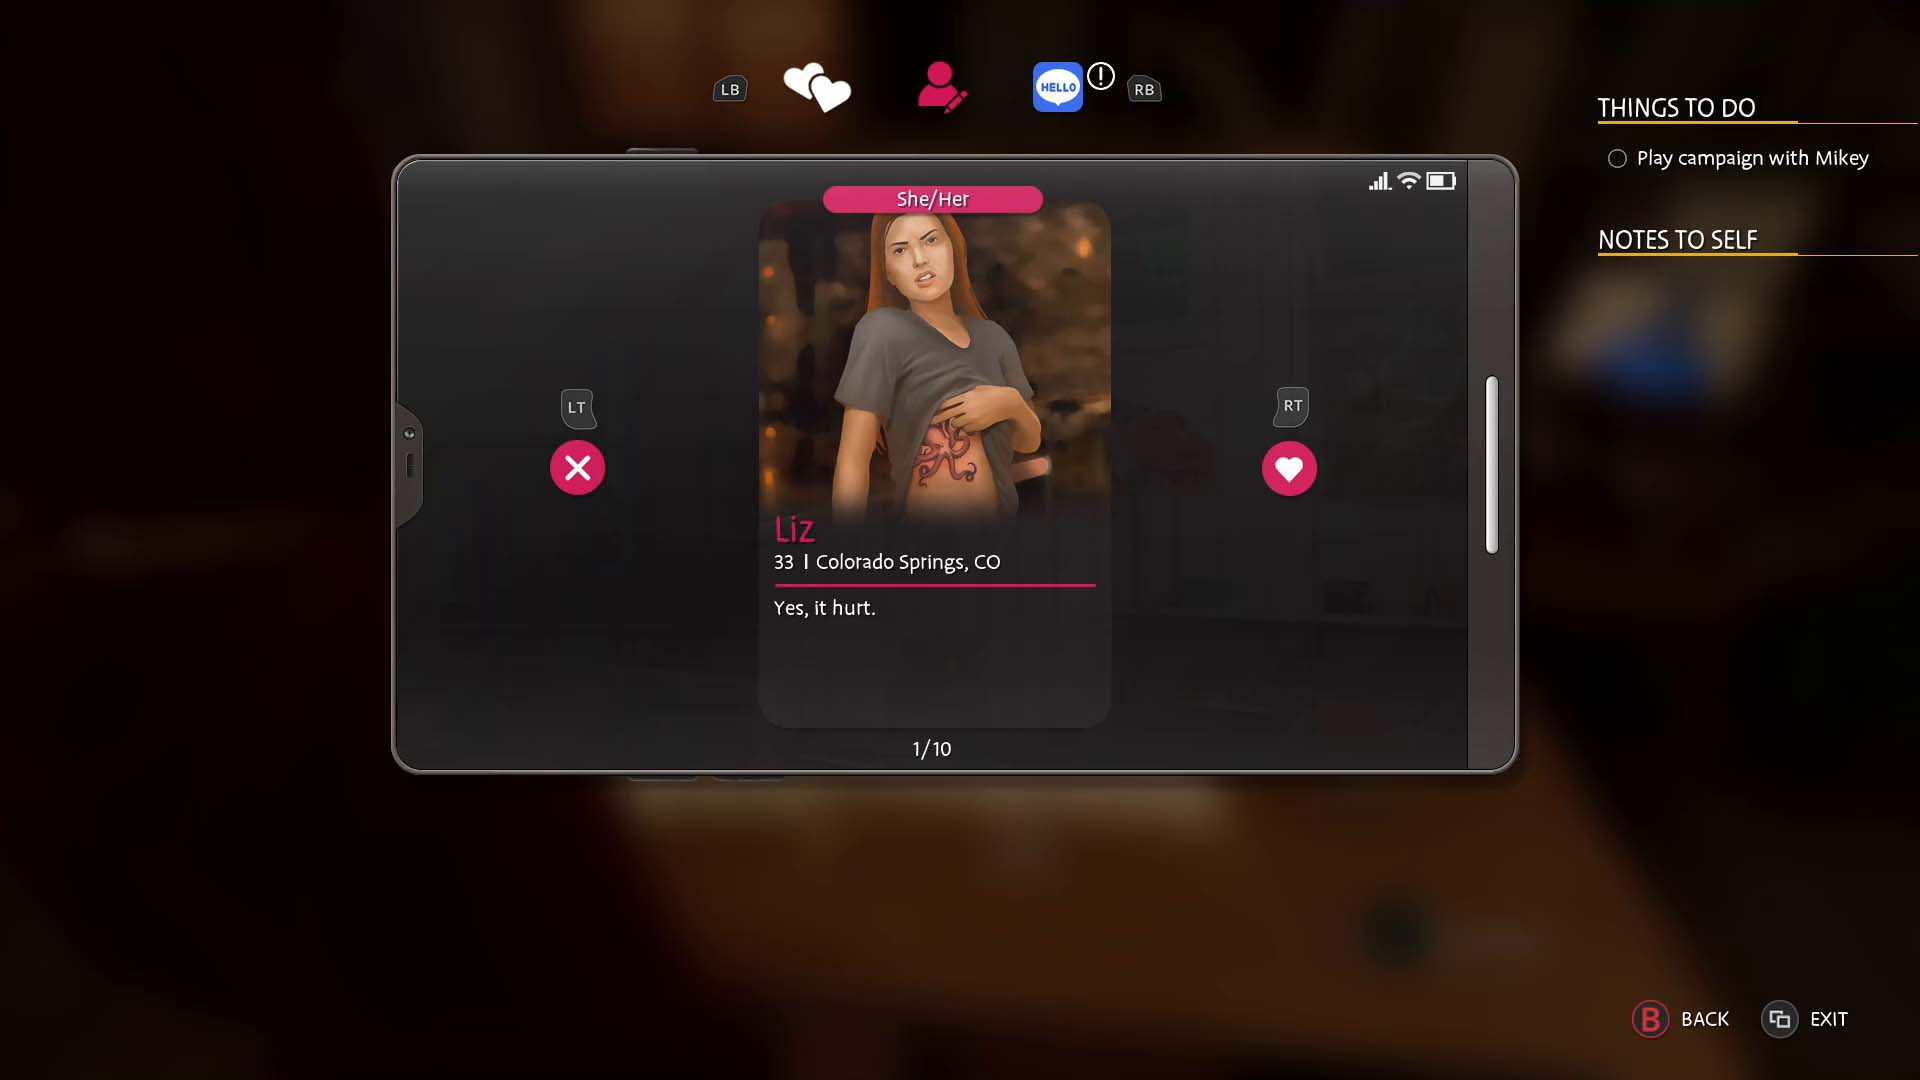 LB
HELLO
!
RB
THINGS TO DO
Play campaign with Mikey
NOTES TO SELF
She/Her
LT
RT
Liz
33 | Colorado Springs, CO
Yes, it hurt.
1/10
B BACK
EXIT